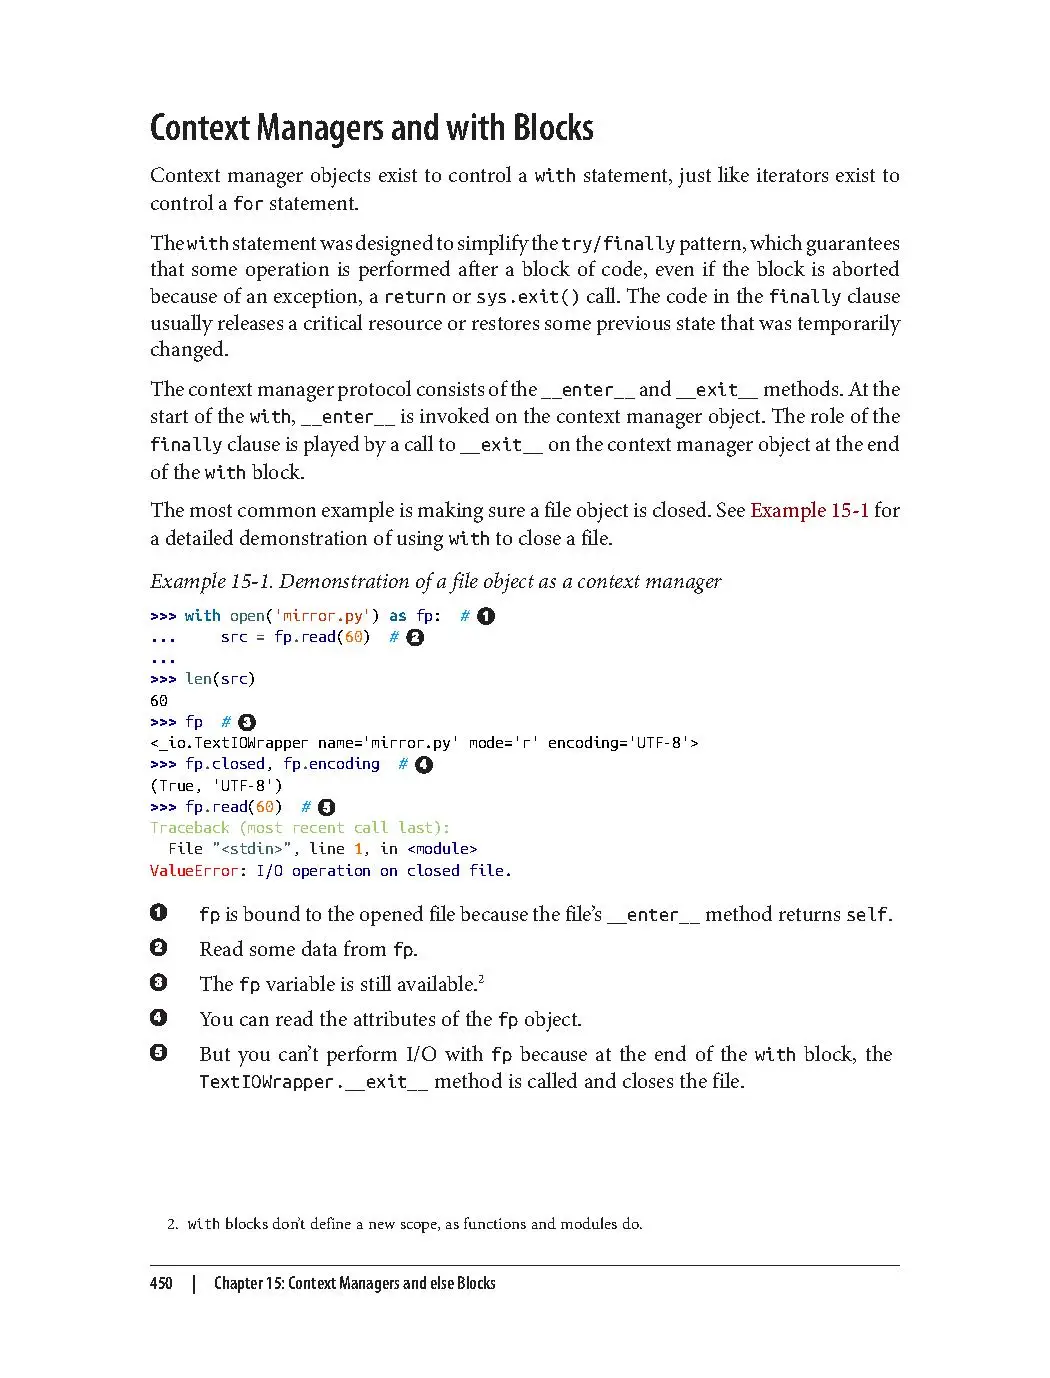 Context Managers and with Blocks
Context manager objects exist to control a with statement, just like iterators exist to
control a for statement.
The with statement was designed to simplify the try/finally pattern, which guarantees
that some operation is performed after a block of code, even if the block is aborted
because of an exception, a return or sys.exit() call. The code in the finally clause
usually releases a critical resource or restores some previous state that was temporarily
changed.
The context manager protocol consists of the __enter__ and __exit__ methods. At the
start of the with, __enter__ is invoked on the context manager object. The role of the
finally clause is played by a call to __exit__ on the context manager object at the end
of the with block.
The most common example is making sure a file object is closed. See Example 15-1 for
a detailed demonstration of using with to close a file.
Example 15-1. Demonstration of a file object as a context manager
>>> with open('mirror.py') as fp:  # ❶
...     src = fp.read(60)  # ❷
...
>>> len(src)
60
>>> fp  # ❸
<_io.TextIOWrapper name='mirror.py' mode='r' encoding='UTF-8'>
>>> fp.closed, fp.encoding  # ❹
(True, 'UTF-8')
>>> fp.read(60)  # ❺
Traceback (most recent call last):
  File "<stdin>", line 1, in <module>
ValueError: I/O operation on closed file.
❶ fp is bound to the opened file because the file’s __enter__ method returns self.
❷ Read some data from fp.
❸ The fp variable is still available.2
❹ You can read the attributes of the fp object.
❺ But you can’t perform I/O with fp because at the end of the with block, the
TextIOWrapper.__exit__ method is called and closes the file.
2. with blocks don’t define a new scope, as functions and modules do.
450 | Chapter 15: Context Managers and else Blocks